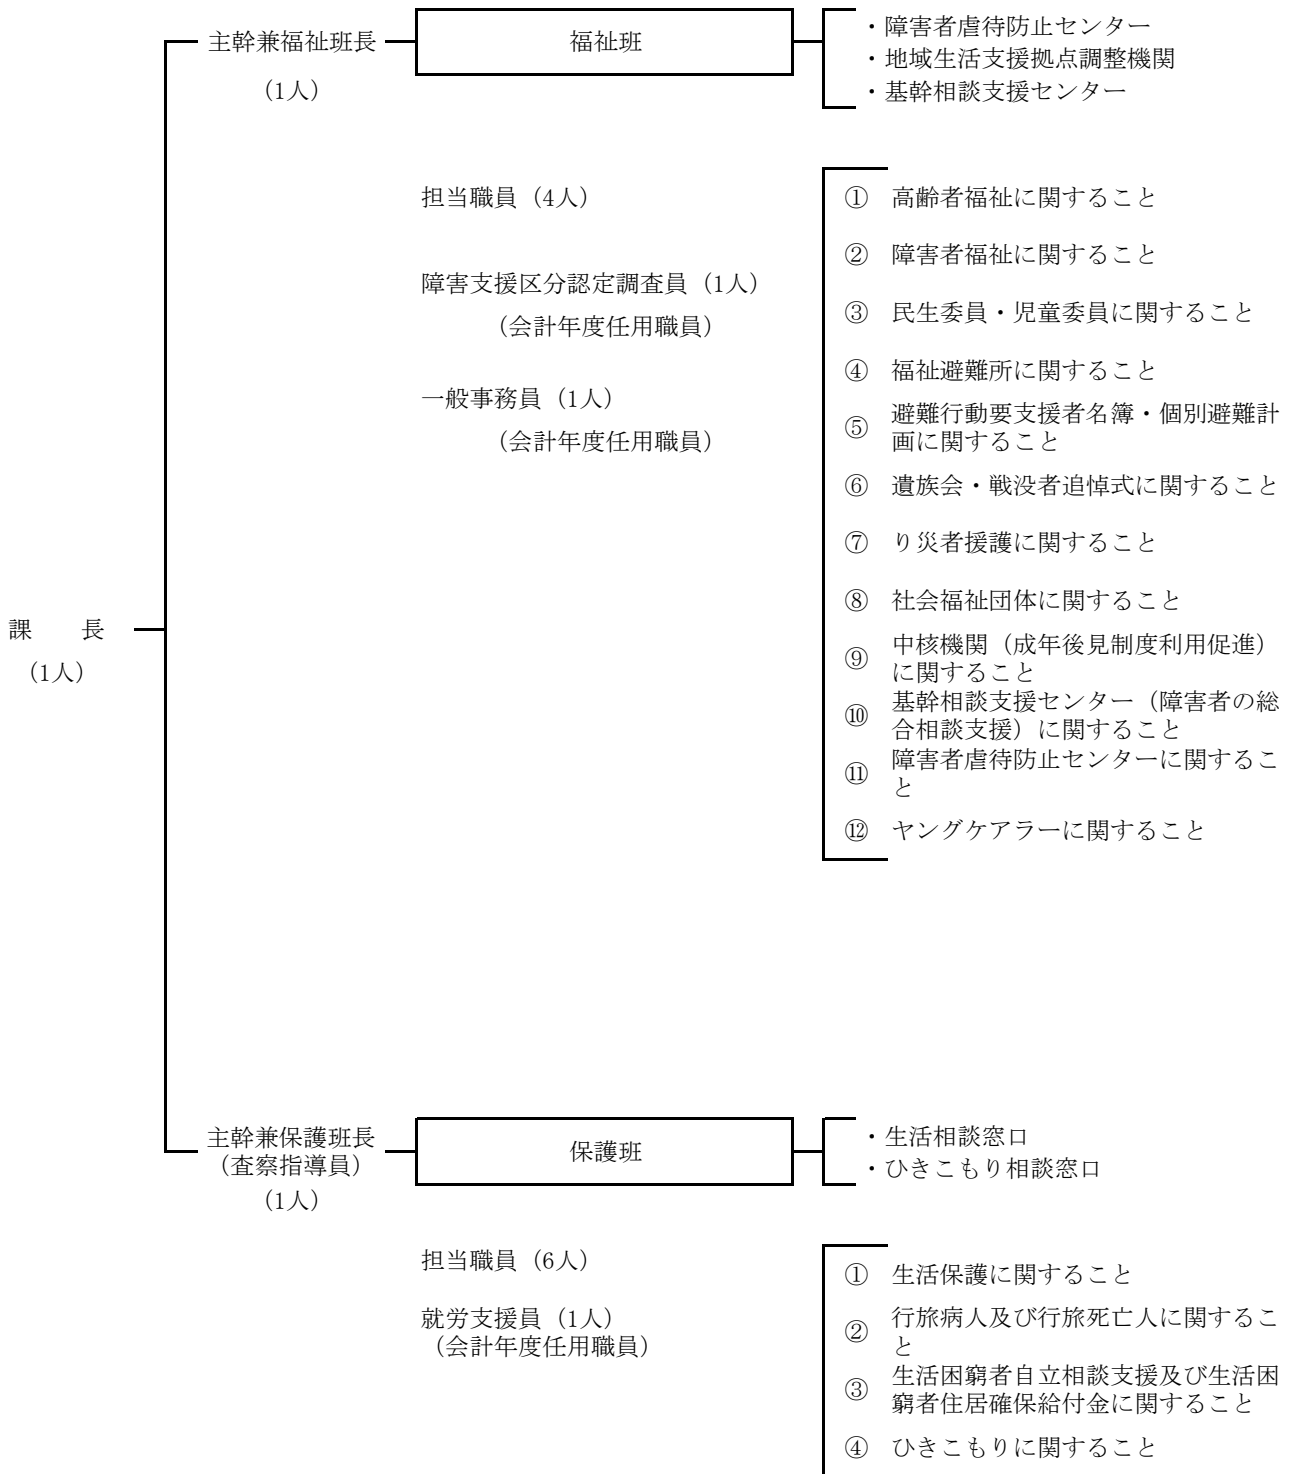 課　　長
（1人）
主幹兼福祉班長
（1人）
福祉班
・障害者虐待防止センター
・地域生活支援拠点調整機関
・基幹相談支援センター
担当職員（4人）
障害支援区分認定調査員（1人）
（会計年度任用職員）
一般事務員（1人）
（会計年度任用職員）
①　高齢者福祉に関すること
②　障害者福祉に関すること
③　民生委員・児童委員に関すること
④　福祉避難所に関すること
⑤　避難行動要支援者名簿・個別避難計
画に関すること
⑥　遺族会・戦没者追悼式に関すること
⑦　り災者援護に関すること
⑧　社会福祉団体に関すること
⑨　中核機関（成年後見制度利用促進）
に関すること
⑩　基幹相談支援センター（障害者の総
合相談支援）に関すること
⑪　障害者虐待防止センターに関するこ
と
⑫　ヤングケアラーに関すること
主幹兼保護班長
（査察指導員）
（1人）
保護班
・生活相談窓口
・ひきこもり相談窓口
担当職員（6人）
就労支援員（1人）
（会計年度任用職員）
①　生活保護に関すること
②　行旅病人及び行旅死亡人に関するこ
と
③　生活困窮者自立相談支援及び生活困
窮者住居確保給付金に関すること
④　ひきこもりに関すること